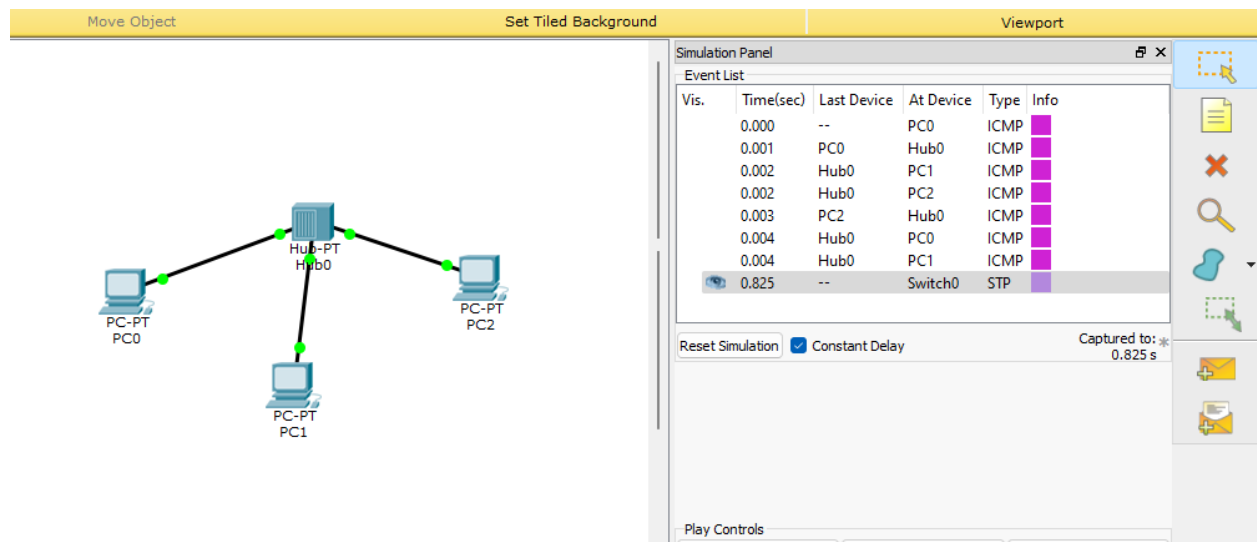 Move Object Set Tiled Background Viewport
Simulation Panel
Event List
Vis. Time(sec) Last Device At Device Type Info
0.000 -- PC0 ICMP
0.001 PC0 Hub0 ICMP
0.002 Hub0 PC1 ICMP
0.002 Hub0 PC2 ICMP
0.003 PC2 Hub0 ICMP
0.004 Hub0 PC0 ICMP
0.004 Hub0 PC1 ICMP
0.825 -- Switch0 STP
Reset Simulation Constant Delay Captured to: *
0.825 s
Play Controls
Hub-PT
Hub0
PC-PT
PC0
PC-PT
PC2
PC-PT
PC1